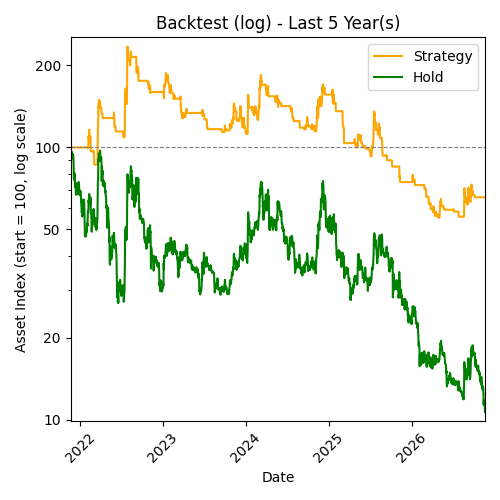 Backtest (log) - Last 5 Year(s)
Strategy
Hold
Asset Index (start = 100, log scale)
200
100
50
20
10
2022
2023
2024
2025
2026
Date